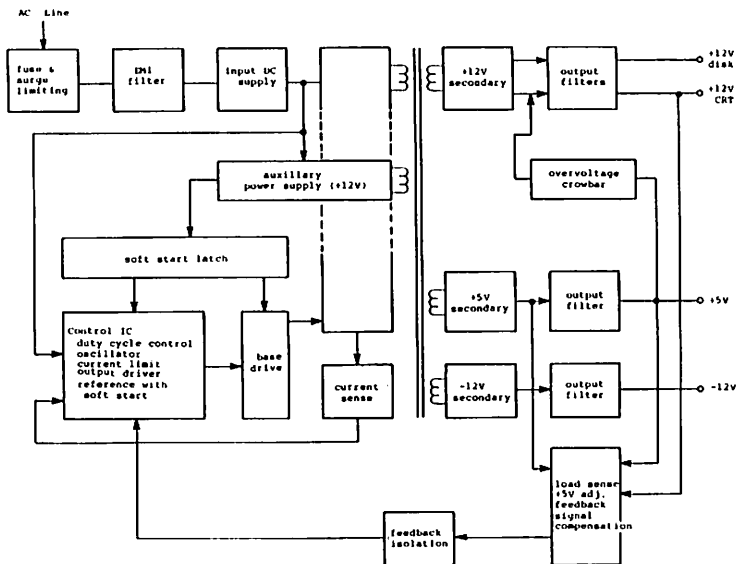 AC Line
fuse &
surge
limiting
EMI
filter
input DC
supply
+12V
secondary
output
filters
+12V
disk
+12V
CRT
auxillary
power supply (+12V)
overvoltage
crowbar
soft start latch
+5V
secondary
output
filter
+5V
Control IC
duty cycle control
oscillator
current limit
output driver
reference with
soft start
base
drive
current
sense
-12V
secondary
output
filter
-12V
load sense
+5V adj.
feedback
signal
compensation
feedback
isolation